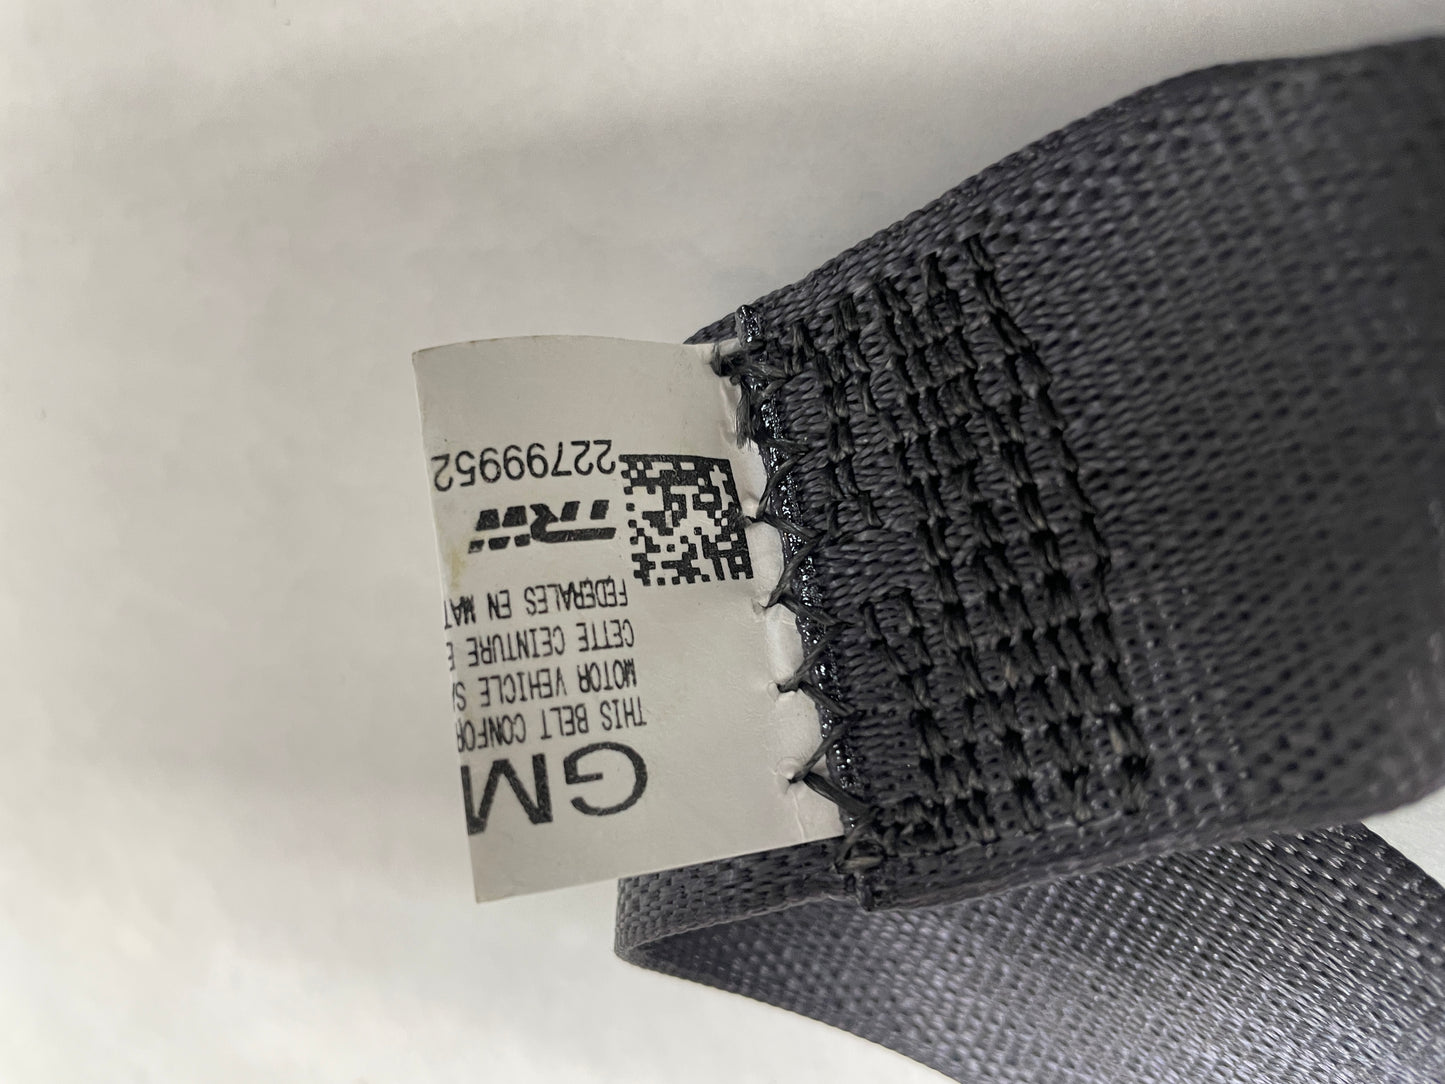 GM
THIS BELT CONFOR
MOTOR VEHICLE SA
CETTE CEINTURE E
FEDERALES EN MAT
TRW
22799952